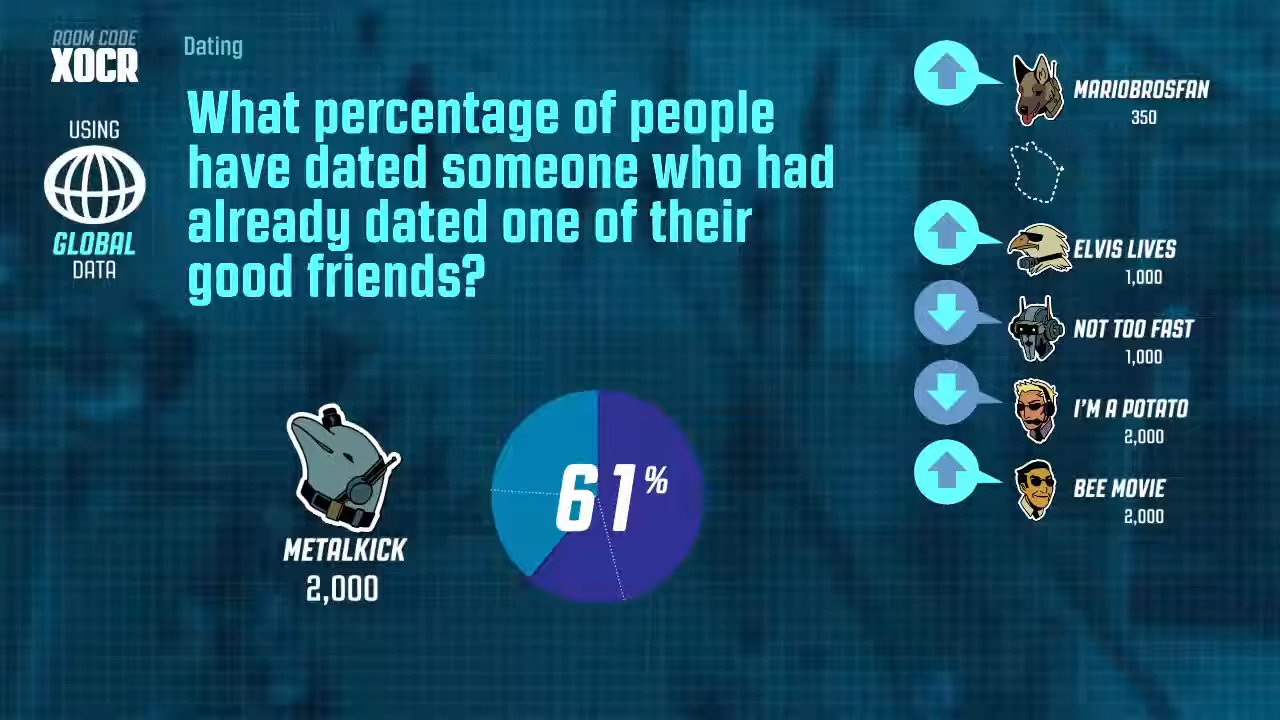 ROOM CODE
XOCR
USING
GLOBAL
DATA
Dating
What percentage of people
have dated someone who had
already dated one of their
good friends?
METALKICK
2,000
61%
MARIOBROSFAN
350
ELVIS LIVES
1,000
NOT TOO FAST
1,000
I'M A POTATO
2,000
BEE MOVIE
2,000